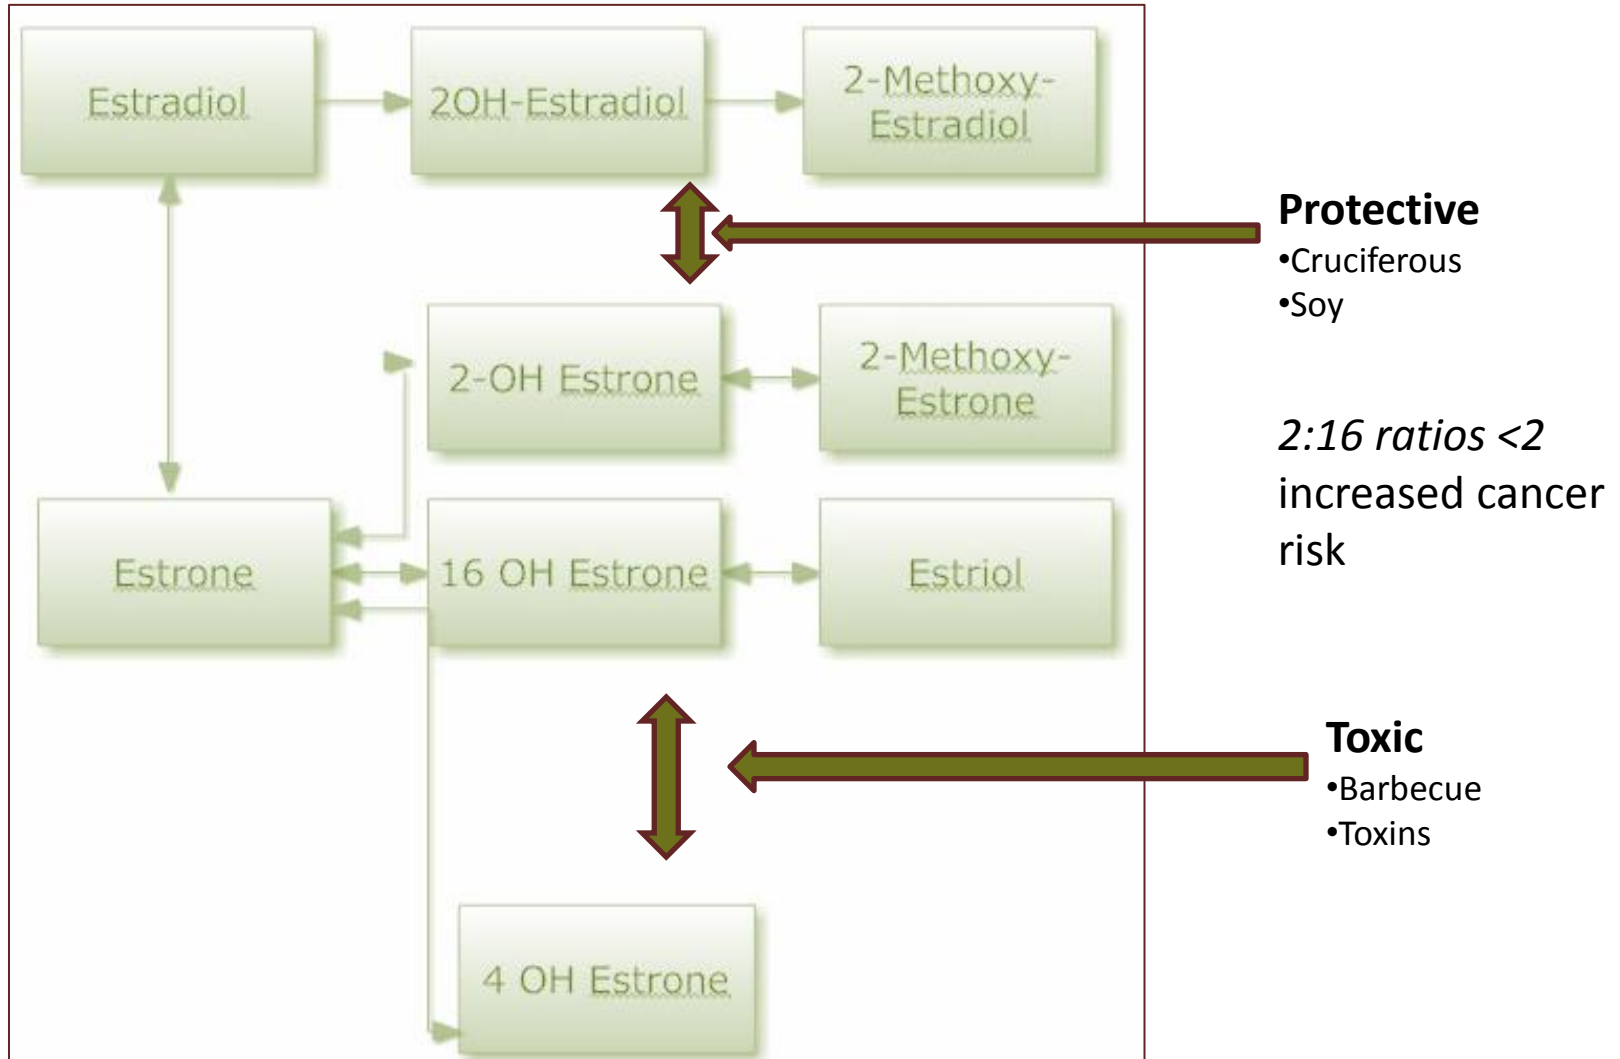 Estradiol
2OH-Estradiol
2-Methoxy-
Estradiol
Protective
•Cruciferous
•Soy
2-OH Estrone
2-Methoxy-
Estrone
2:16 ratios <2
increased cancer
risk
Estrone
16 OH Estrone
Estriol
Toxic
•Barbecue
•Toxins
4 OH Estrone